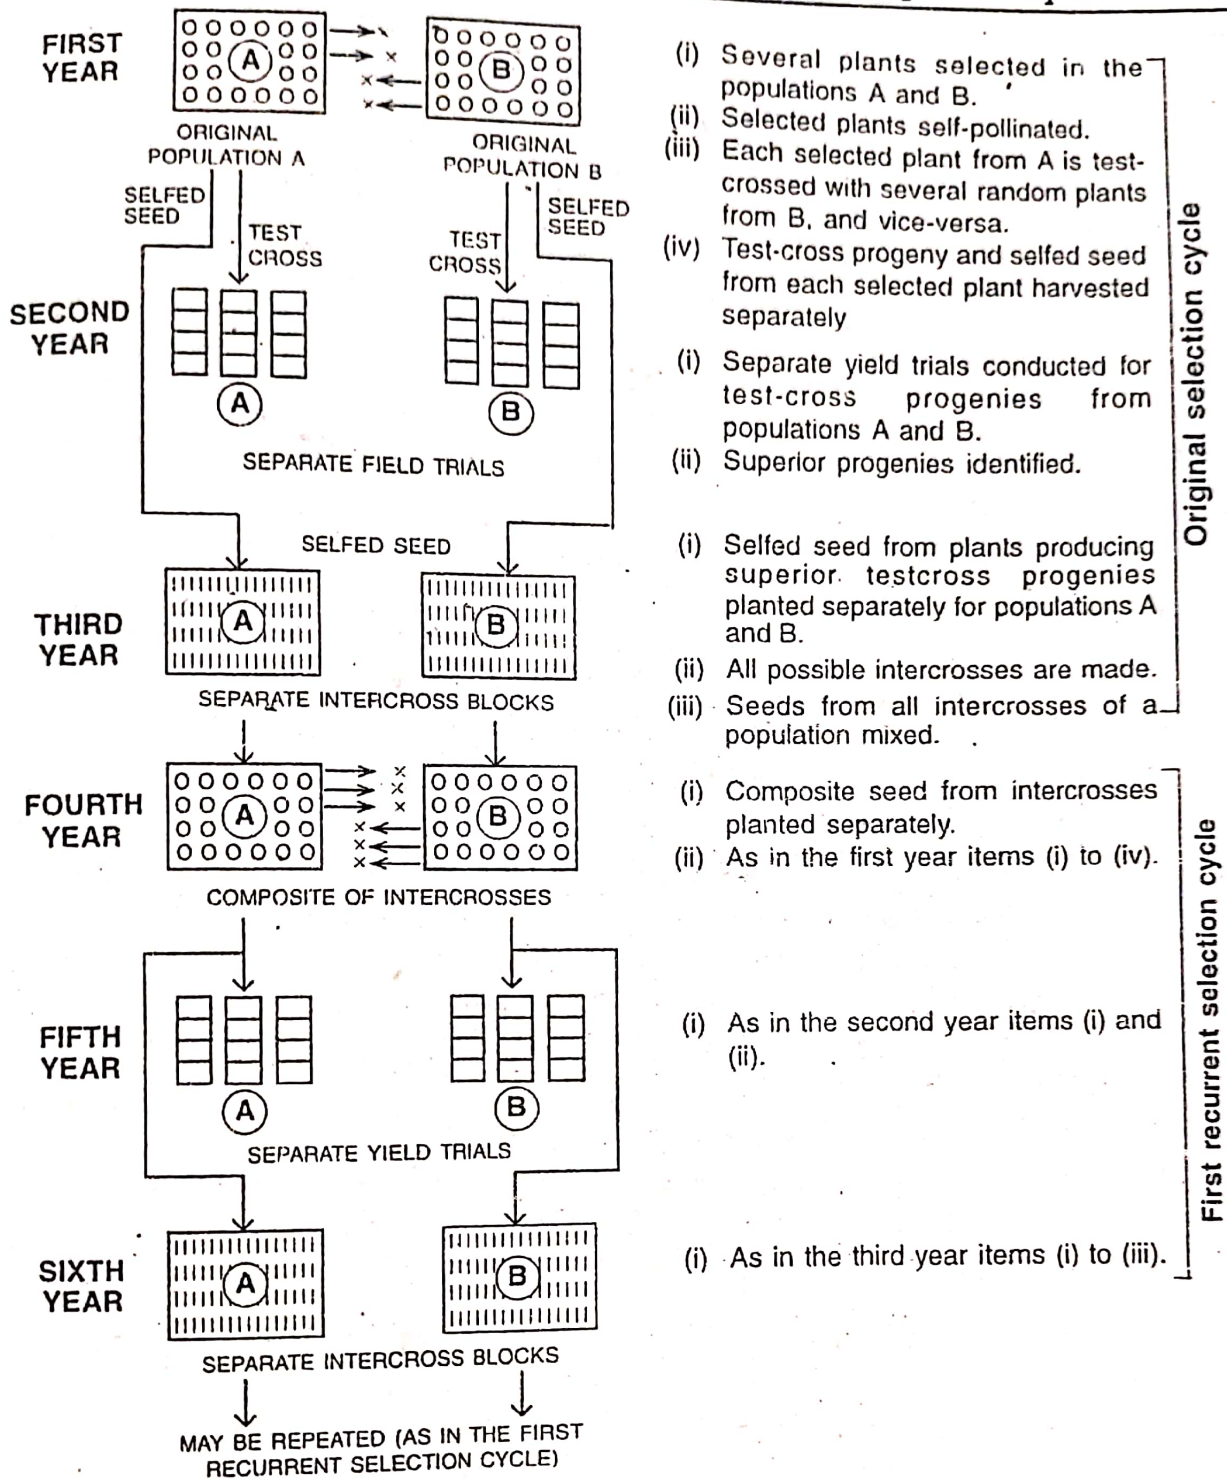 FIRST
YEAR
A
B
ORIGINAL
POPULATION A
ORIGINAL
POPULATION B
SELFED
SEED
TEST
CROSS
TEST
CROSS
SELFED
SEED
(i) Several plants selected in the
populations A and B.
(ii) Selected plants self-pollinated.
(iii) Each selected plant from A is test-
crossed with several random plants
from B, and vice-versa.
(iv) Test-cross progeny and selfed seed
from each selected plant harvested
separately
SECOND
YEAR
A
B
SEPARATE FIELD TRIALS
(i) Separate yield trials conducted for
test-cross progenies from
populations A and B.
(ii) Superior progenies identified.
SELFED SEED
THIRD
YEAR
A
B
SEPARATE INTERCROSS BLOCKS
(i) Selfed seed from plants producing
superior testcross progenies
planted separately for populations A
and B.
(ii) All possible intercrosses are made.
(iii) Seeds from all intercrosses of a
population mixed.
Original selection cycle
FOURTH
YEAR
A
B
COMPOSITE OF INTERCROSSES
(i) Composite seed from intercrosses
planted separately.
(ii) As in the first year items (i) to (iv).
FIFTH
YEAR
A
B
SEPARATE YIELD TRIALS
(i) As in the second year items (i) and
(ii).
SIXTH
YEAR
A
B
SEPARATE INTERCROSS BLOCKS
(i) As in the third year items (i) to (iii).
First recurrent selection cycle
MAY BE REPEATED (AS IN THE FIRST
RECURRENT SELECTION CYCLE)